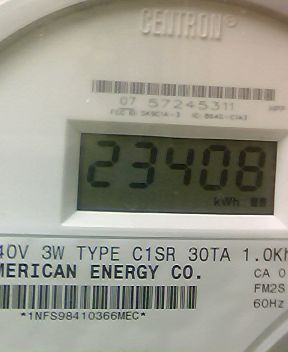 CENTRON®
07 57245311
23408
kWh
40V 3W TYPE C1SR 30TA 1.0Kh
MERICAN ENERGY CO.
CA 0
FM2S
60Hz
*1NFS98410366MEC*